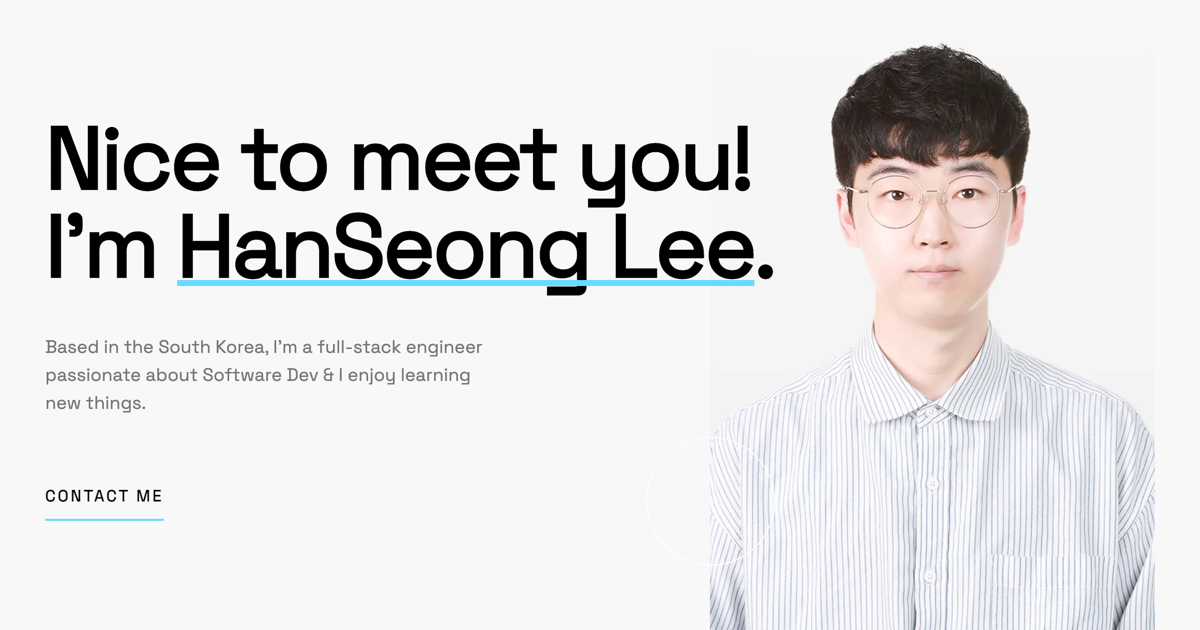 Nice to meet you!
I’m HanSeong Lee.
Based in the South Korea, I’m a full-stack engineer
passionate about Software Dev & I enjoy learning
new things.
CONTACT ME